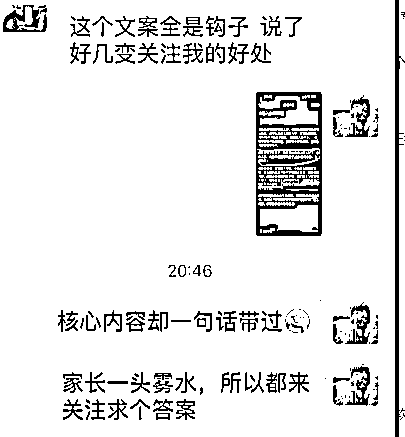 这个文案全是钩子 说了
好几变关注我的好处
20:46
核心内容却一句话带过
家长一头雾水，所以都来
关注求个答案